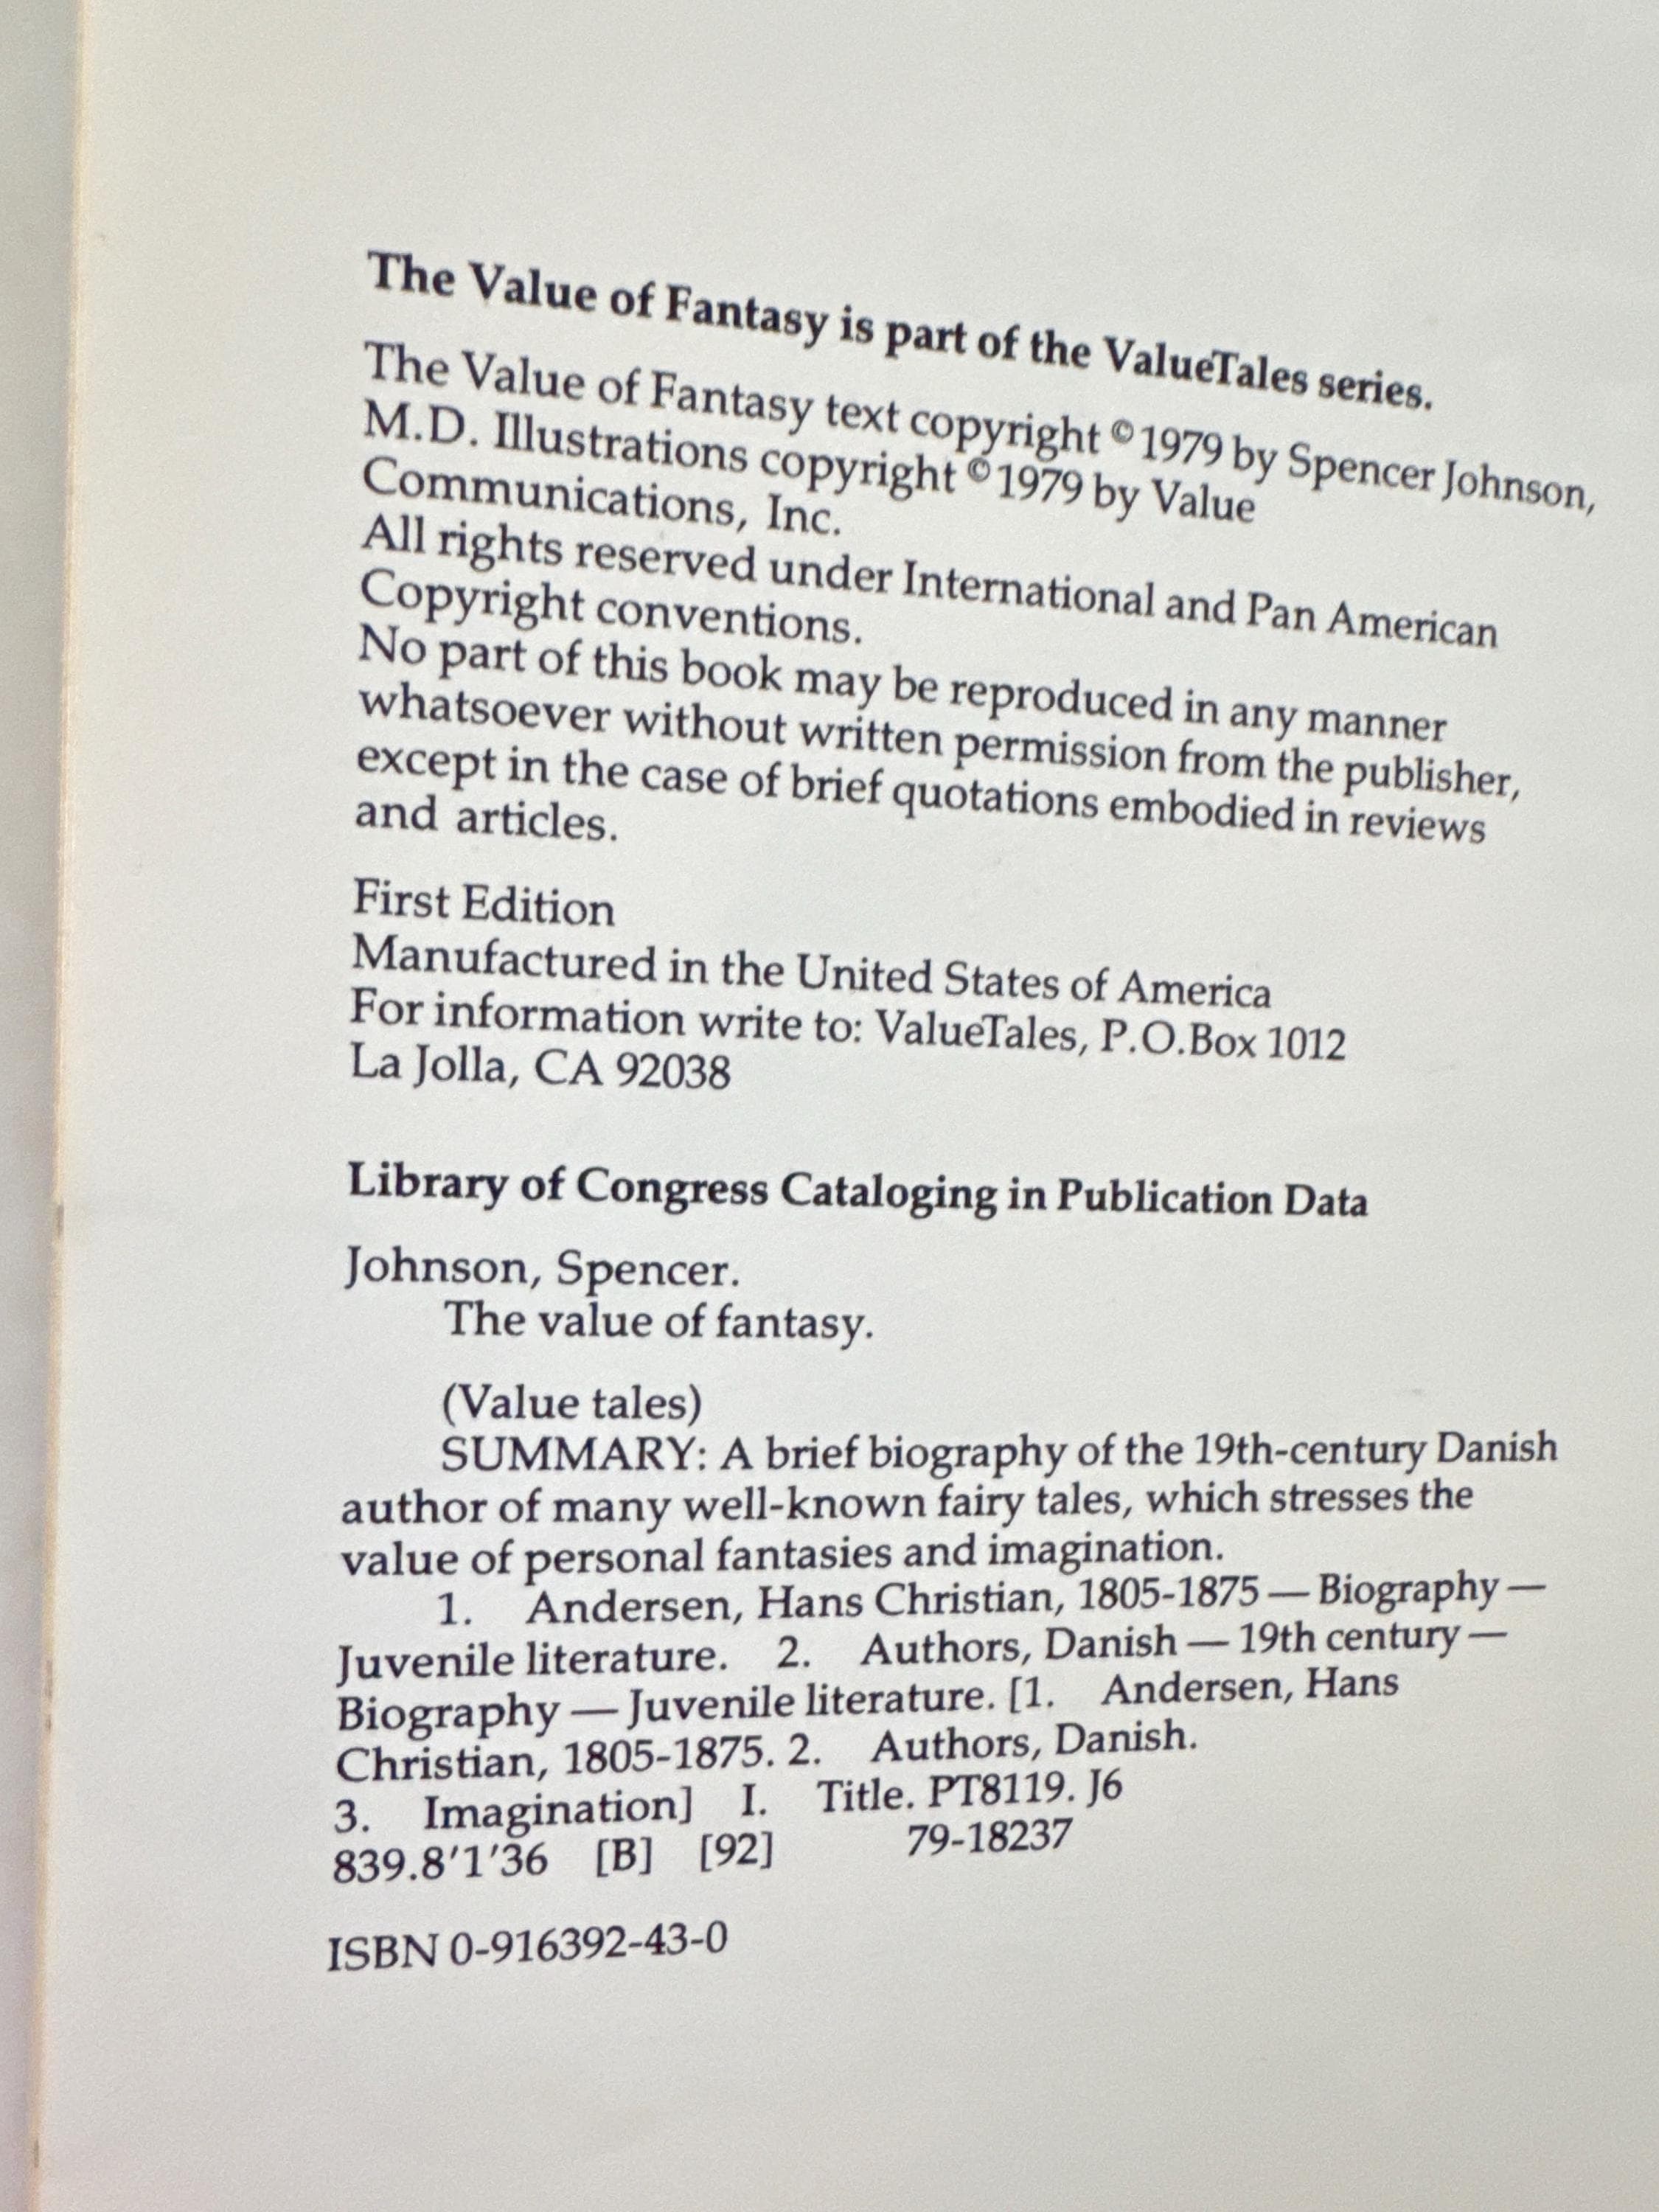 The Value of Fantasy is part of the ValueTales series.
The Value of Fantasy text copyright © 1979 by Spencer Johnson,
M.D. Illustrations copyright © 1979 by Value
Communications, Inc.
All rights reserved under International and Pan American
Copyright conventions.
No part of this book may be reproduced in any manner
whatsoever without written permission from the publisher,
except in the case of brief quotations embodied in reviews
and articles.
First Edition
Manufactured in the United States of America
For information write to: ValueTales, P.O.Box 1012
La Jolla, CA 92038
Library of Congress Cataloging in Publication Data
Johnson, Spencer.
The value of fantasy.
(Value tales)
SUMMARY: A brief biography of the 19th-century Danish
author of many well-known fairy tales, which stresses the
value of personal fantasies and imagination.
1. Andersen, Hans Christian, 1805-1875 — Biography —
Juvenile literature. 2. Authors, Danish — 19th century —
Biography — Juvenile literature. [1. Andersen, Hans
Christian, 1805-1875. 2. Authors, Danish.
3. Imagination] I. Title. PT8119. J6
839.8'1'36 [B] [92] 79-18237
ISBN 0-916392-43-0